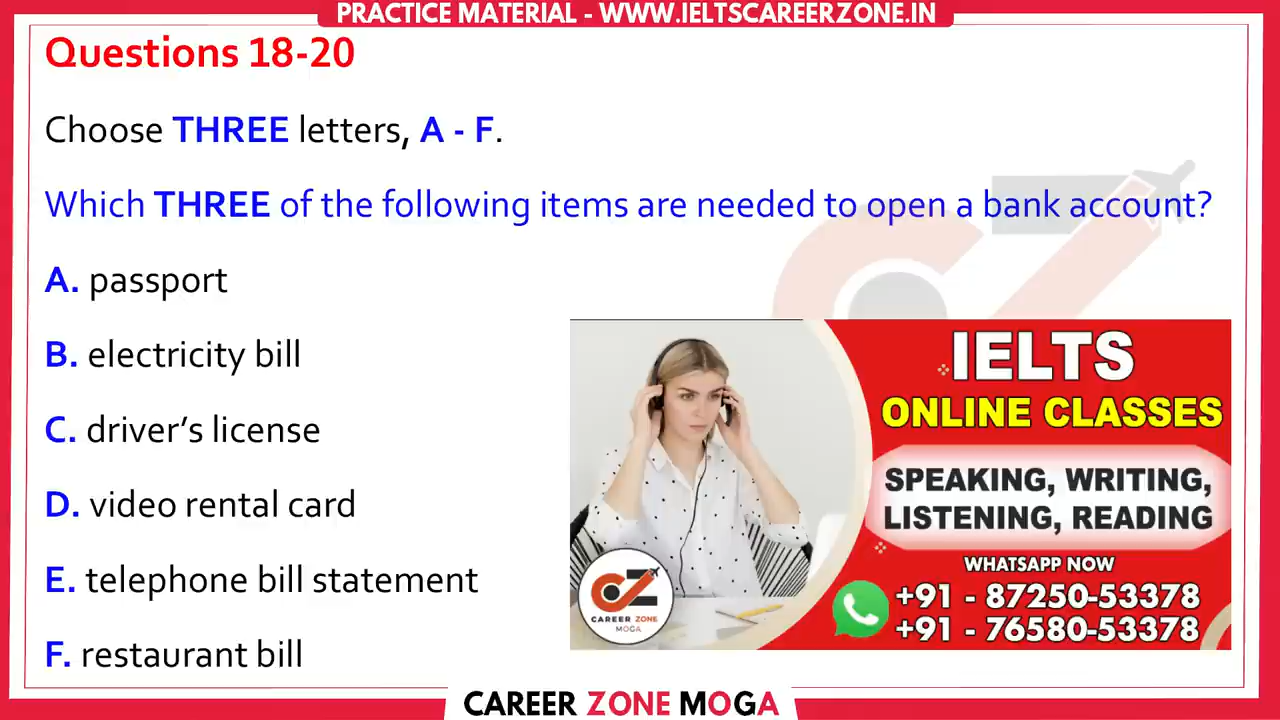 PRACTICE MATERIAL - WWW.IELTSCAREERZONE.IN
Questions 18-20
Choose THREE letters, A - F.
Which THREE of the following items are needed to open a bank account?
A. passport
B. electricity bill
C. driver’s license
D. video rental card
E. telephone bill statement
F. restaurant bill
IELTS
ONLINE CLASSES
SPEAKING, WRITING,
LISTENING, READING
WHATSAPP NOW
+91 - 87250-53378
+91 - 76580-53378
CAREER ZONE
MOGA
CAREER ZONE MOGA